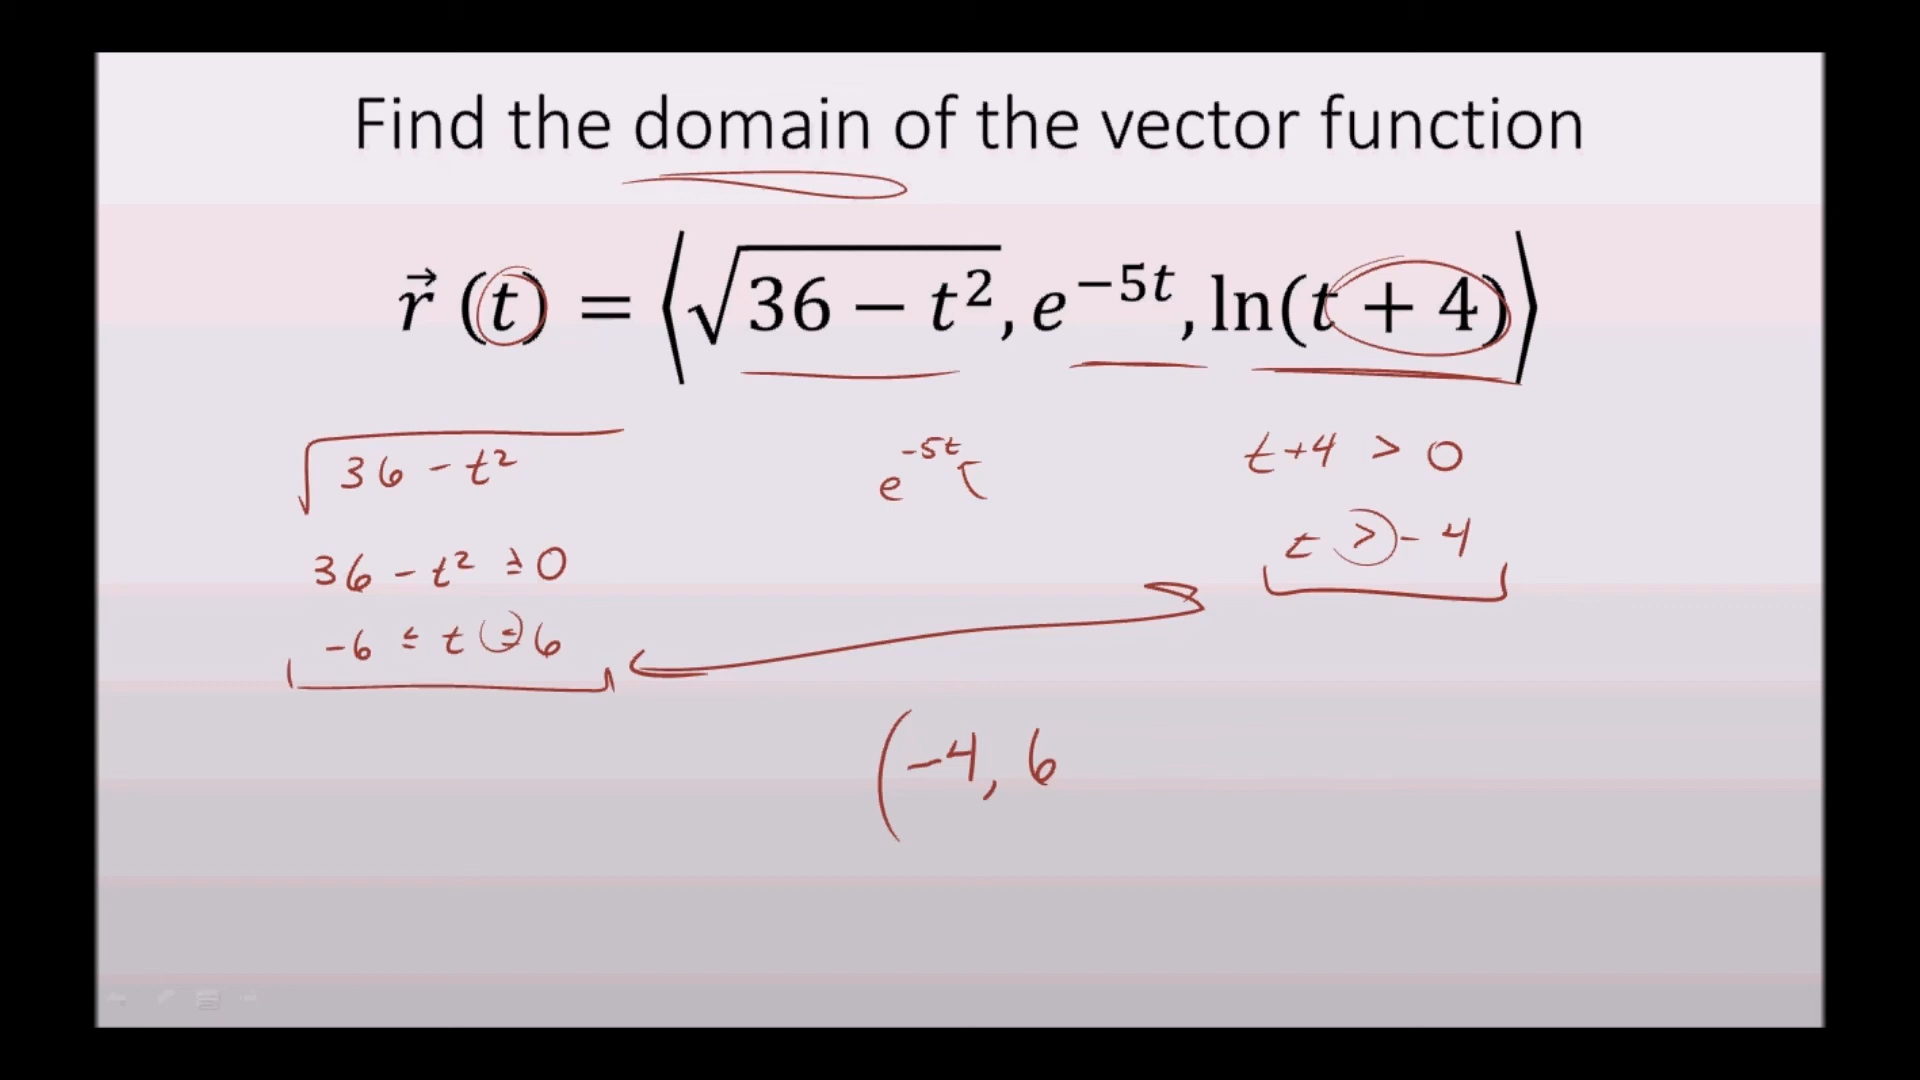 Find the domain of the vector function
r⃗ (t) = ⟨√36 − t², e⁻⁵ᵗ, ln(t + 4)⟩
√36 − t²
e⁻⁵ᵗ
t+4 > 0
t > − 4
36 − t² ≥ 0
−6 ≤ t ≤ 6
(−4, 6